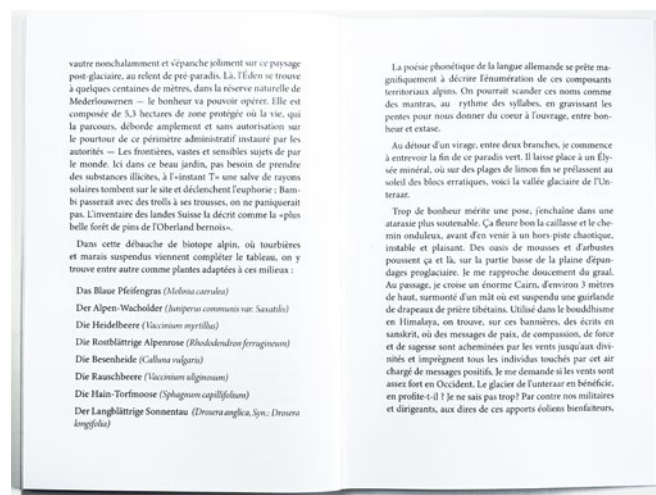 vautre nonchalamment et s'épanche joliment sur ce paysage
post-glaciaire, au relent de pré-paradis. Là, l'Éden se trouve
à quelques centaines de mètres, dans la réserve naturelle de
Mederlouwenen — le bonheur va pouvoir opérer. Elle est
composée de 5,3 hectares de zone protégée où la vie, qui
la parcours, déborde amplement et sans autorisation sur
le pourtour de ce périmètre administratif instauré par les
autorités — Les frontières, vastes et sensibles sujets de par
le monde. Ici dans ce beau jardin, pas besoin de prendre
des substances illicites, à l'«instant T» une salve de rayons
solaires tombent sur le site et déclenchent l'euphorie ; Bam-
bi passerait avec des trolls à ses trousses, on ne paniquerait
pas. L'inventaire des landes Suisse la décrit comme la «plus
belle forêt de pins de l'Oberland bernois».
Dans cette débauche de biotope alpin, où tourbières
et marais suspendus viennent compléter le tableau, on y
trouve entre autre comme plantes adaptées à ces milieux :
Das Blaue Pfeifengras (Molinia caerulea)
Der Alpen-Wacholder (Juniperus communis var. Saxatilis)
Die Heidelbeere (Vaccinium myrtillus)
Die Rostblättrige Alpenrose (Rhododendron ferrugineum)
Die Besenheide (Calluna vulgaris)
Die Rauschbeere (Vaccinium uliginosum)
Die Hain-Torfmoose (Sphagnum capillifolium)
Der Langblättrige Sonnentau (Drosera anglica, Syn.: Drosera
longifolia)
La poésie phonétique de la langue allemande se prête ma-
gnifiquement à décrire l'énumération de ces composants
territoriaux alpins. On pourrait scander ces noms comme
des mantras, au rythme des syllabes, en gravissant les
pentes pour nous donner du coeur à l'ouvrage, entre bon-
heur et extase.
Au détour d'un virage, entre deux branches, je commence
à entrevoir la fin de ce paradis vert. Il laisse place à un Ély-
sée minéral, où sur des plages de limon fin se prélassent au
soleil des blocs erratiques, voici la vallée glaciaire de l'Un-
teraar.
Trop de bonheur mérite une pose, j'enchaîne dans une
ataraxie plus soutenable. Ça fleure bon la caillasse et le che-
min onduleux, avant d'en venir à un hors-piste chaotique,
instable et plaisant. Des oasis de mousses et d'arbustes
poussent çà et là, sur la partie basse de la plaine d'épan-
dages proglaciaire. Je me rapproche doucement du graal.
Au passage, je croise un énorme Cairn, d'environ 3 mètres
de haut, surmonté d'un mât où est suspendu une guirlande
de drapeaux de prière tibétains. Utilisé dans le bouddhisme
en Himalaya, on trouve, sur ces bannières, des écrits en
sanskrit, où des messages de paix, de compassion, de force
et de sagesse sont acheminées par les vents jusqu'aux divi-
nités et imprègnent tous les individus touchés par cet air
chargé de messages positifs. Je me demande si les vents sont
assez fort en Occident. Le glacier de l'unteraar en bénéficie,
en profite-t-il ? Je ne sais pas trop? Par contre nos militaires
et dirigeants, aux dires de ces apports éoliens bienfaiteurs,